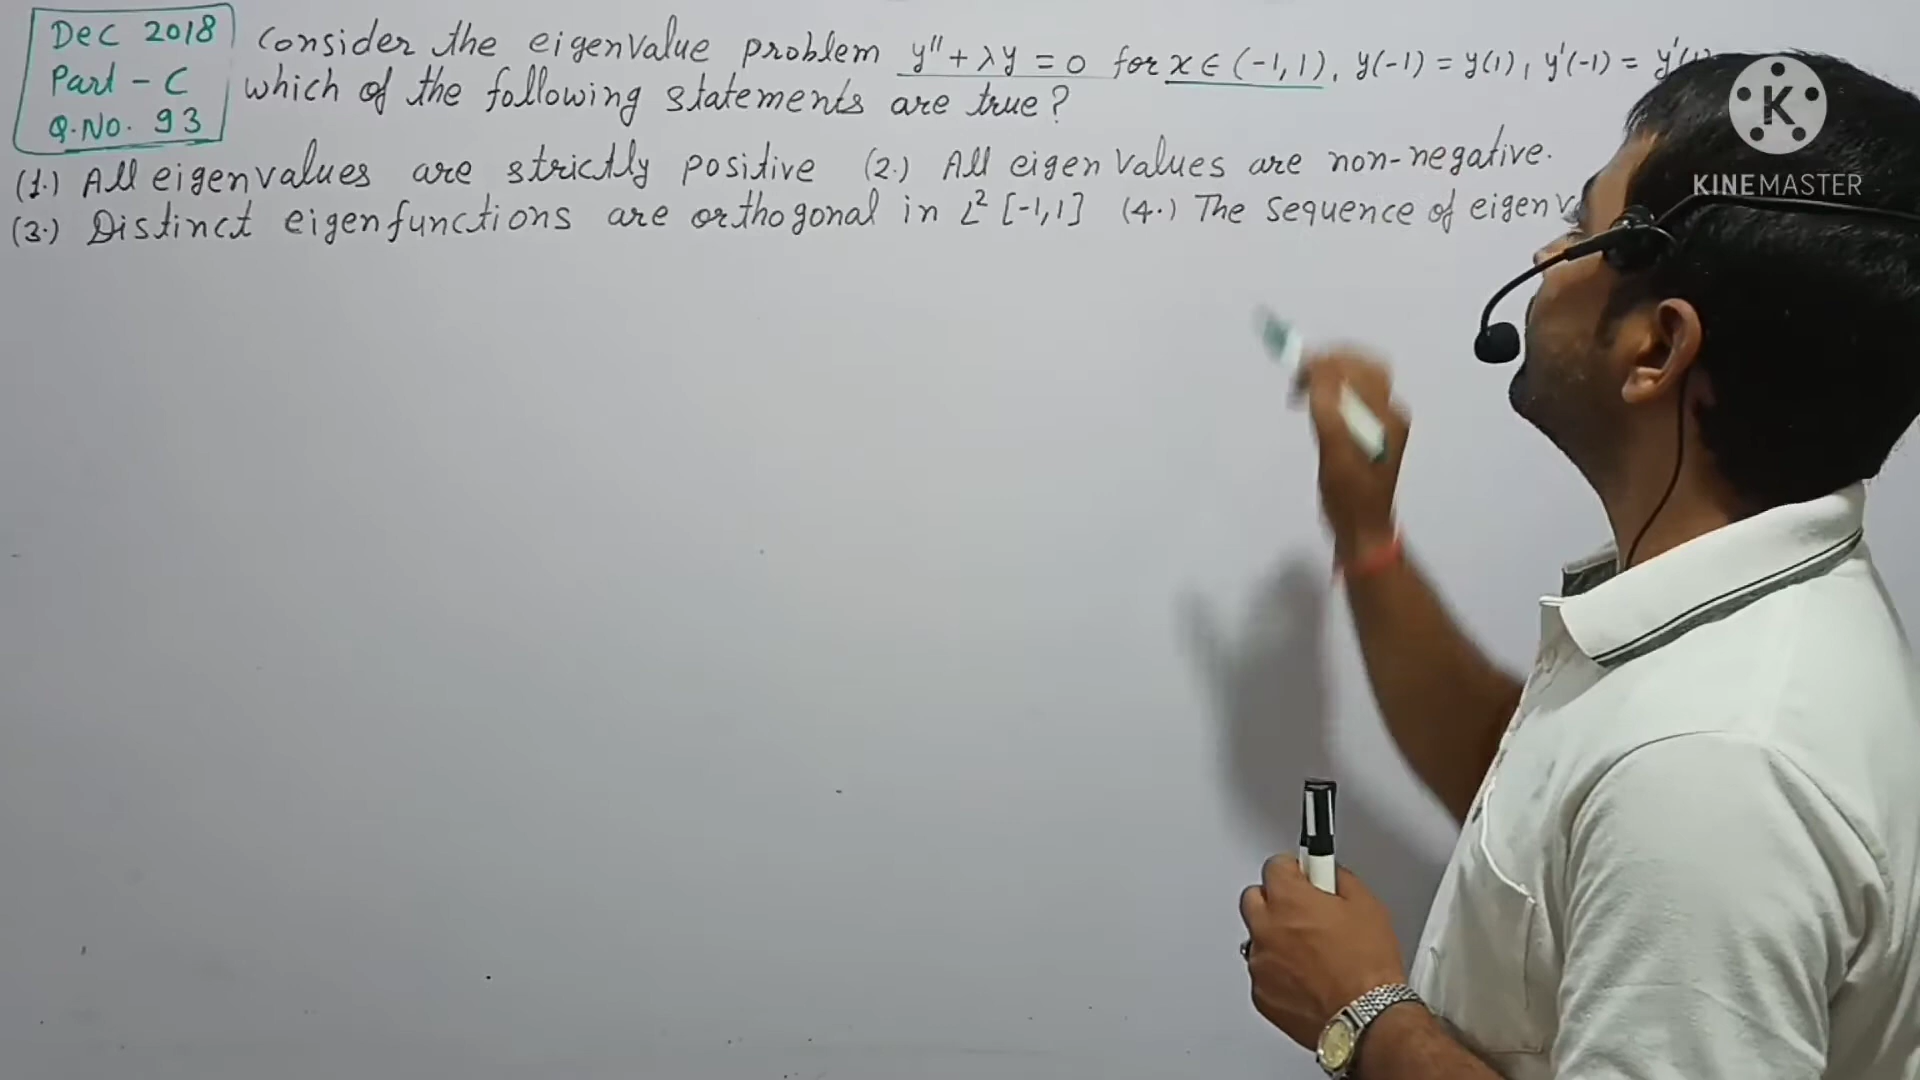 Dec 2018
Part - C
Q.No. 93
Consider the eigenvalue problem y'' + λy = 0 for x ∈ (-1, 1), y(-1) = y(1), y'(-1) = y'(1)
which of the following statements are true?
(1.) All eigenvalues are strictly positive (2.) All eigen values are non-negative.
(3.) Distinct eigenfunctions are orthogonal in L² [-1,1] (4.) The sequence of
K
KINEMASTER